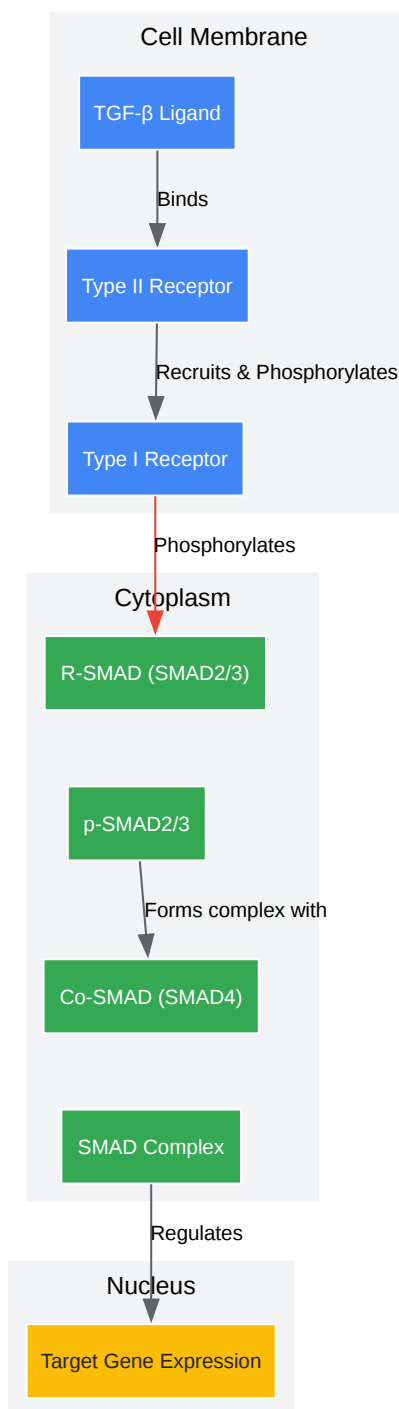 Cell Membrane
TGF-β Ligand
Binds
Type II Receptor
Recruits & Phosphorylates
Type I Receptor
Phosphorylates
Cytoplasm
R-SMAD (SMAD2/3)
p-SMAD2/3
Forms complex with
Co-SMAD (SMAD4)
SMAD Complex
Regulates
Nucleus
Target Gene Expression